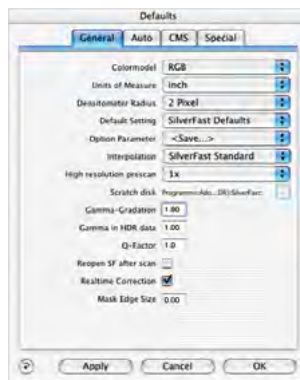 Defaults
General Auto CMS Special
Colormodel RGB
Units of Measure inch
Densitometer Radius 2 Pixel
Default Setting SilverFast Defaults
Option Parameter <Save...>
Interpolation SilverFast Standard
High resolution prescan 1x
Scratch disk
Gamma-Gradation 1.80
Gamma in HDR data 1.00
Q-Factor 1.0
Reopen SF after scan
Realtime Correction
Mask Edge Size 0.00
Apply Cancel OK